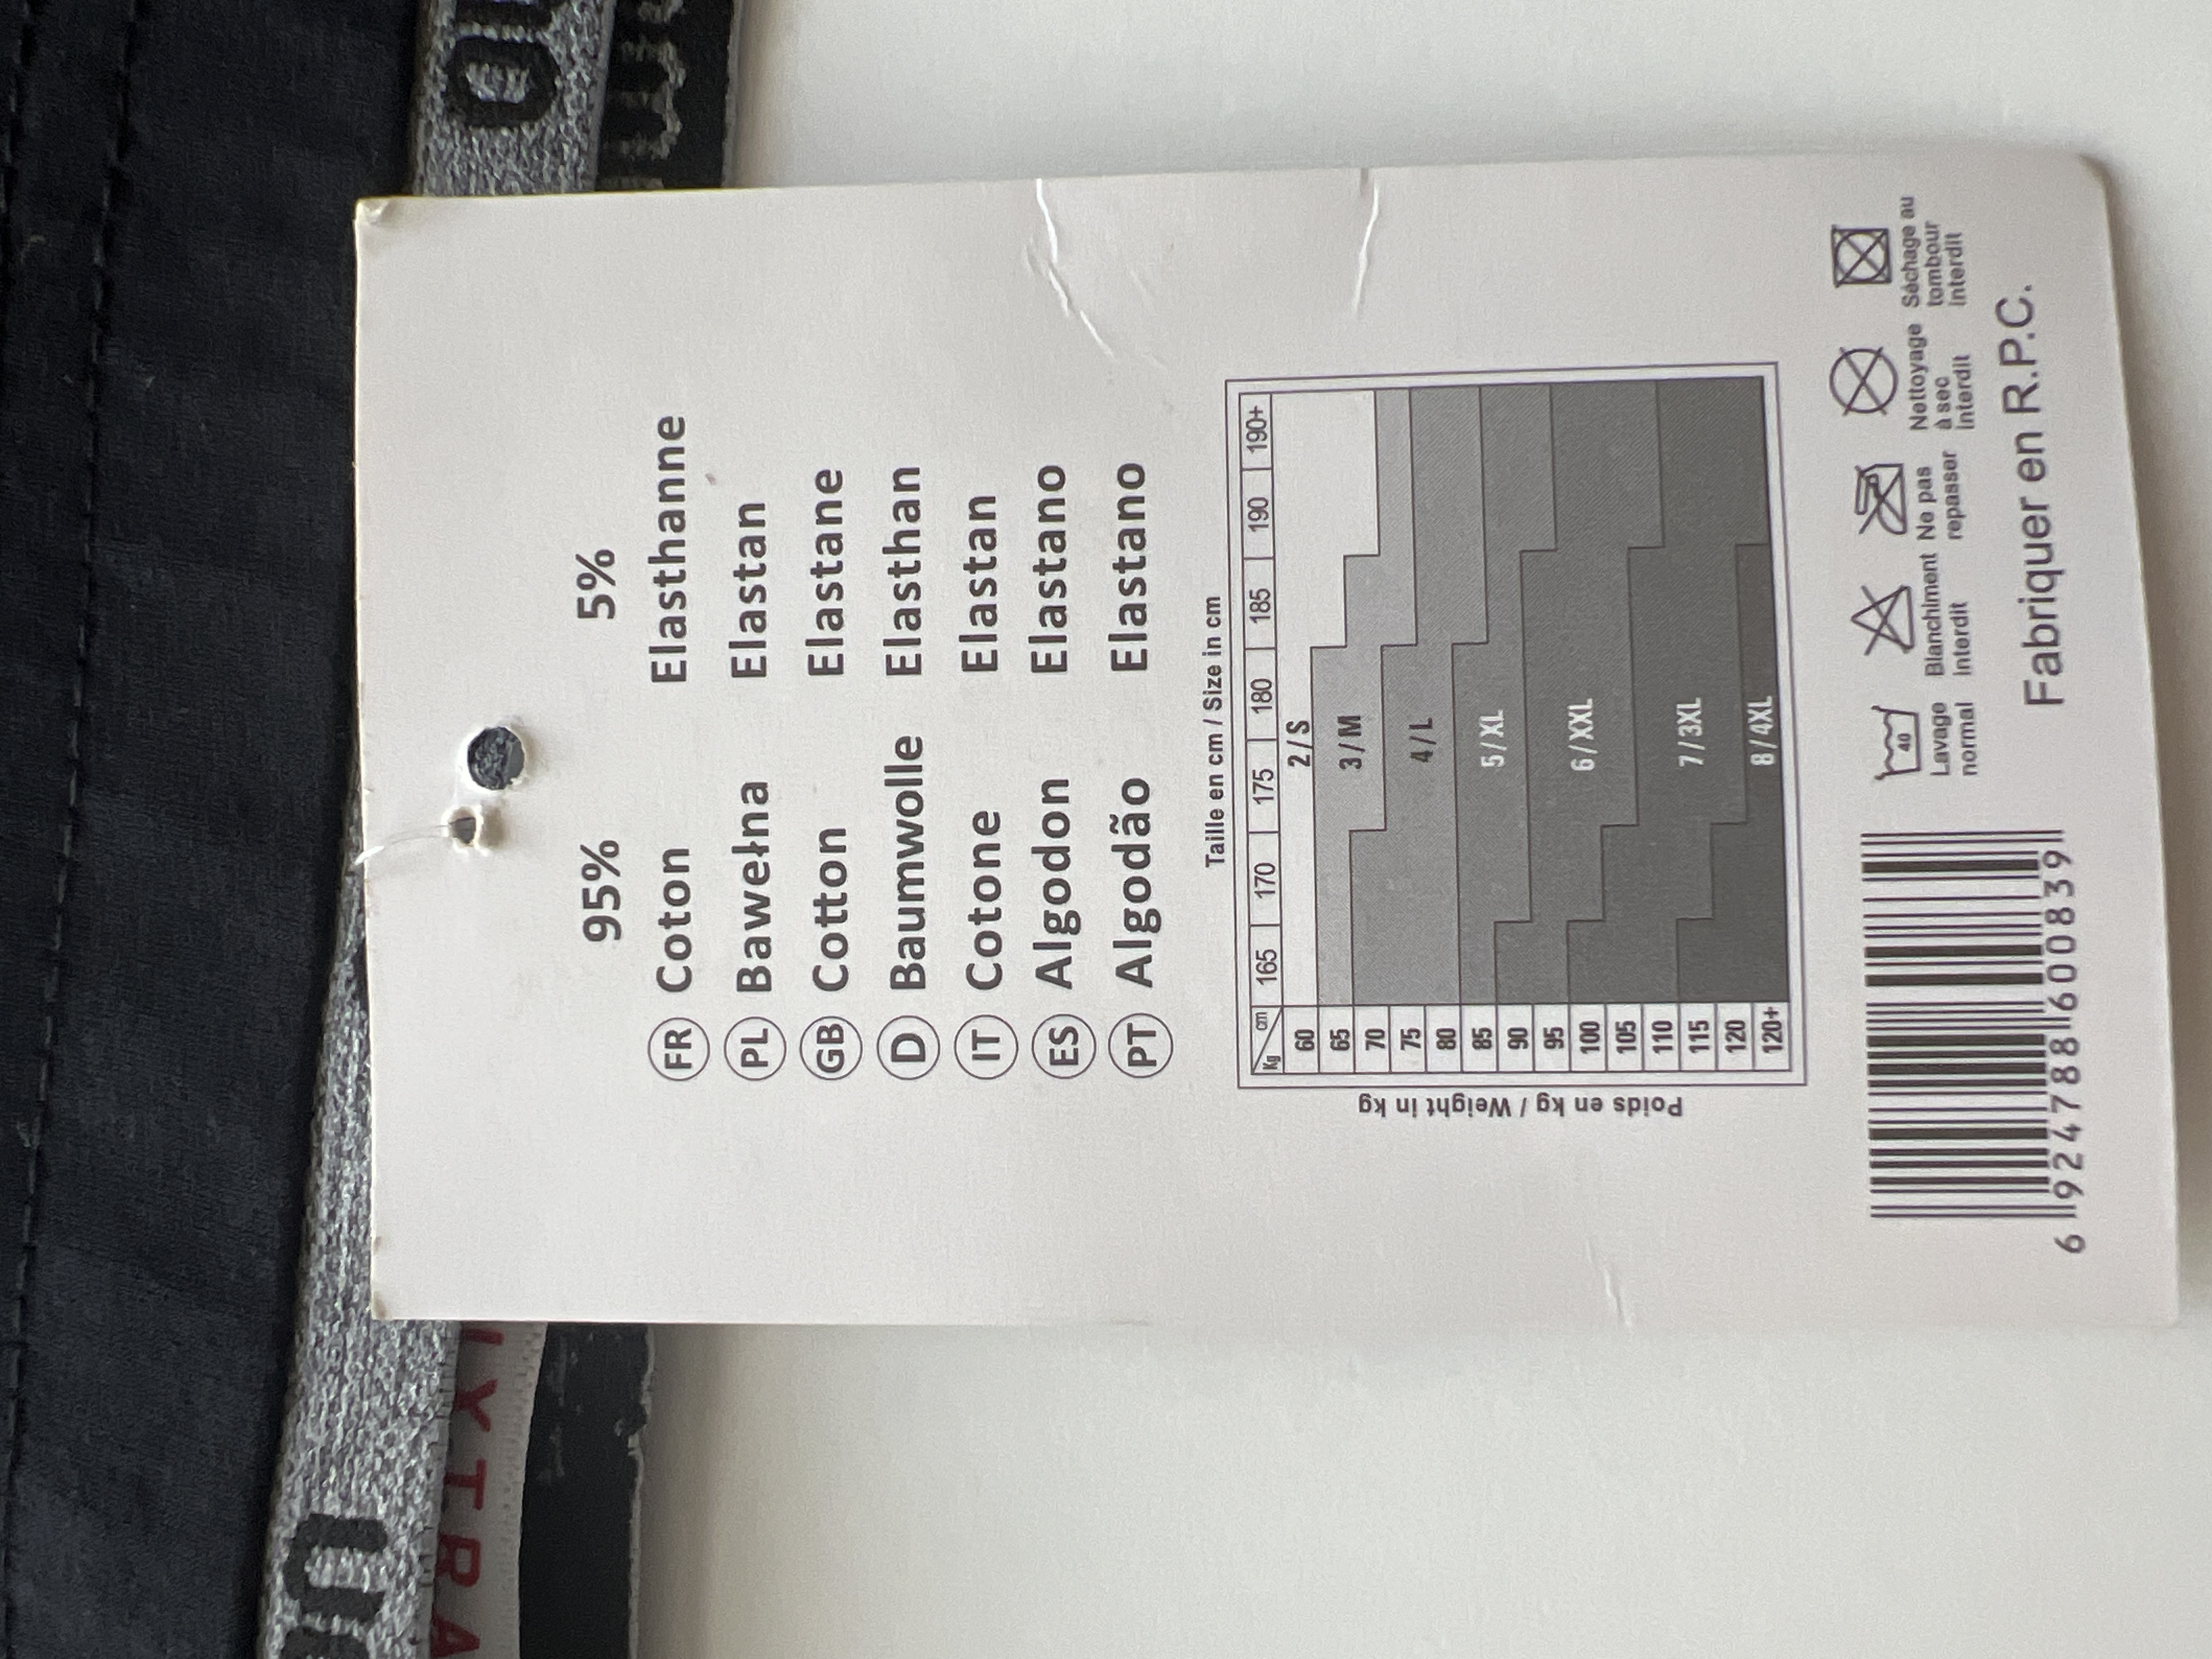 95% 5%
FR Coton Elasthanne
PL Bawełna Elastan
GB Cotton Elastane
D Baumwolle Elasthan
IT Cotone Elastan
ES Algodon Elastano
PT Algodão Elastano
Taille en cm / Size in cm
Poids en kg / Weight in kg
Kg cm 165 170 175 180 185 190 190+
60 2 / S
65
70 3 / M
75
80 4 / L
85
90 5 / XL
95
100 6 / XXL
105
110
115 7 / 3XL
120
120+ 8 / 4XL
6 924788 600839
40
Lavage normal
Blanchiment interdit
Ne pas repasser
Nettoyage à sec interdit
Séchage au tombour interdit
Fabriquer en R.P.C.